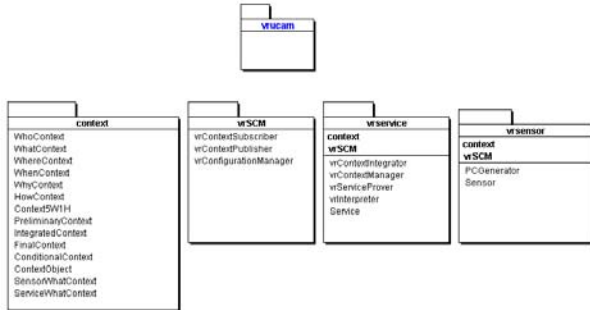 vrucam
context
WhoContext
WhatContext
WhereContext
WhenContext
WhyContext
HowContext
Context5W1H
PreliminaryContext
IntegratedContext
FinalContext
ConditionalContext
ContextObject
SensorWhatContext
ServiceWhatContext
vrSCM
vrContextSubscriber
vrContextPublisher
vrConfigurationManager
vrservice
context
vrSCM
vrContextIntegrator
vrContextManager
vrServiceProver
vrInterpreter
Service
vrsensor
context
vrSCM
PCGenerator
Sensor